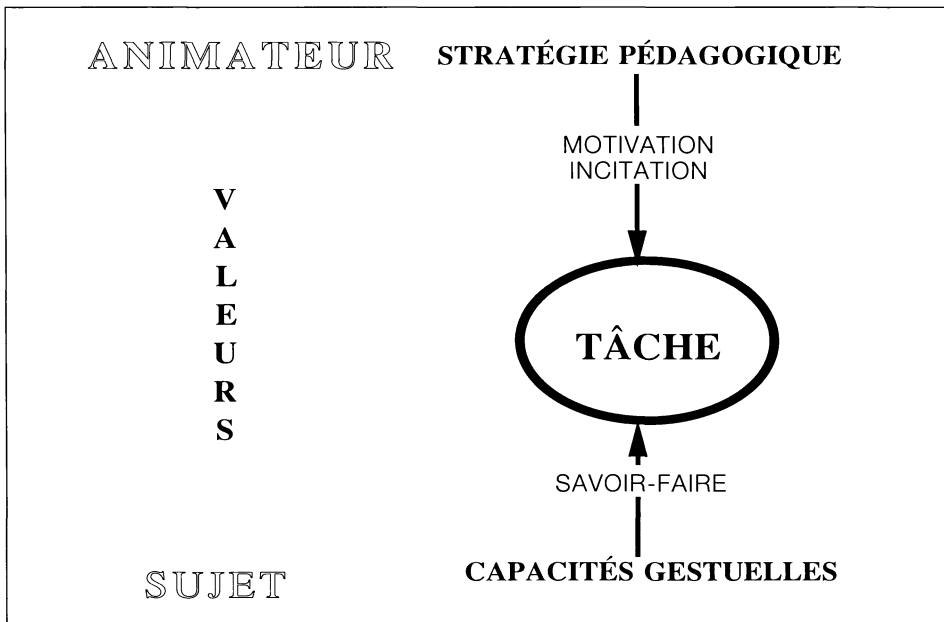 ANIMATEUR
STRATÉGIE PÉDAGOGIQUE
MOTIVATION
INCITATION
V
A
L
E
U
R
S
TÂCHE
SAVOIR-FAIRE
CAPACITÉS GESTUELLES
SUJET